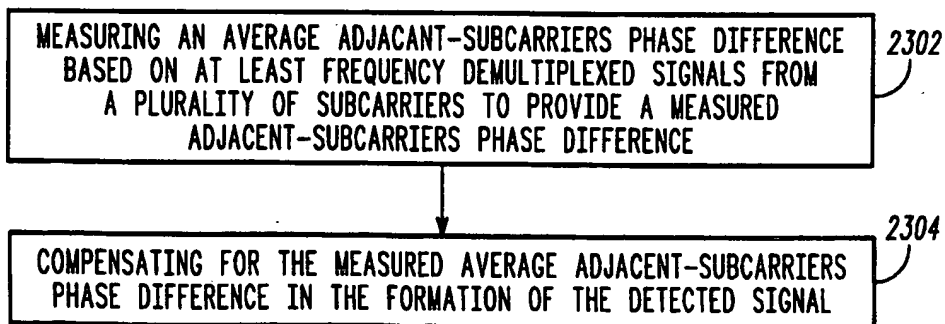 MEASURING AN AVERAGE ADJACANT-SUBCARRIERS PHASE DIFFERENCE
BASED ON AT LEAST FREQUENCY DEMULTIPLEXED SIGNALS FROM
A PLURALITY OF SUBCARRIERS TO PROVIDE A MEASURED
ADJACENT-SUBCARRIERS PHASE DIFFERENCE
2302
COMPENSATING FOR THE MEASURED AVERAGE ADJACENT-SUBCARRIERS
PHASE DIFFERENCE IN THE FORMATION OF THE DETECTED SIGNAL
2304